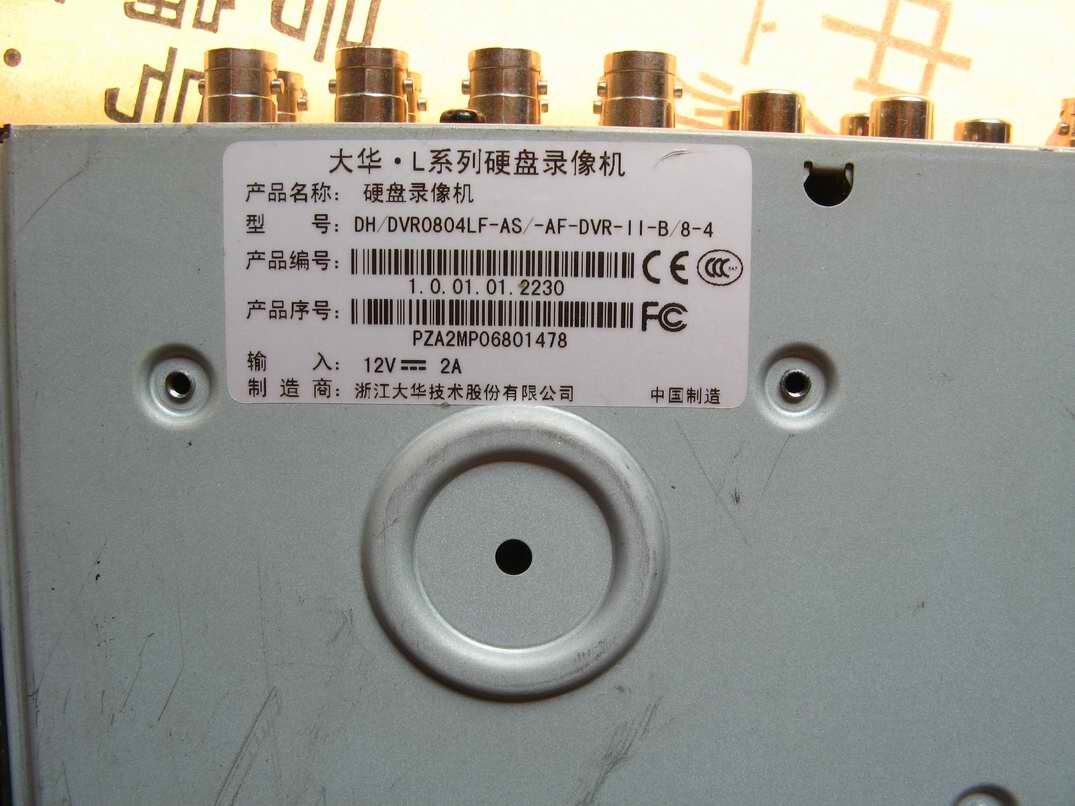 大华·L系列硬盘录像机
产品名称: 硬盘录像机
型 号: DH/DVR0804LF-AS/-AF-DVR-II-B/8-4
产品编号:
CE CCC
1.0.01.01.2230
产品序号:
FC
PZA2MP06801478
输 入: 12V 2A
制 造 商: 浙江大华技术股份有限公司 中国制造